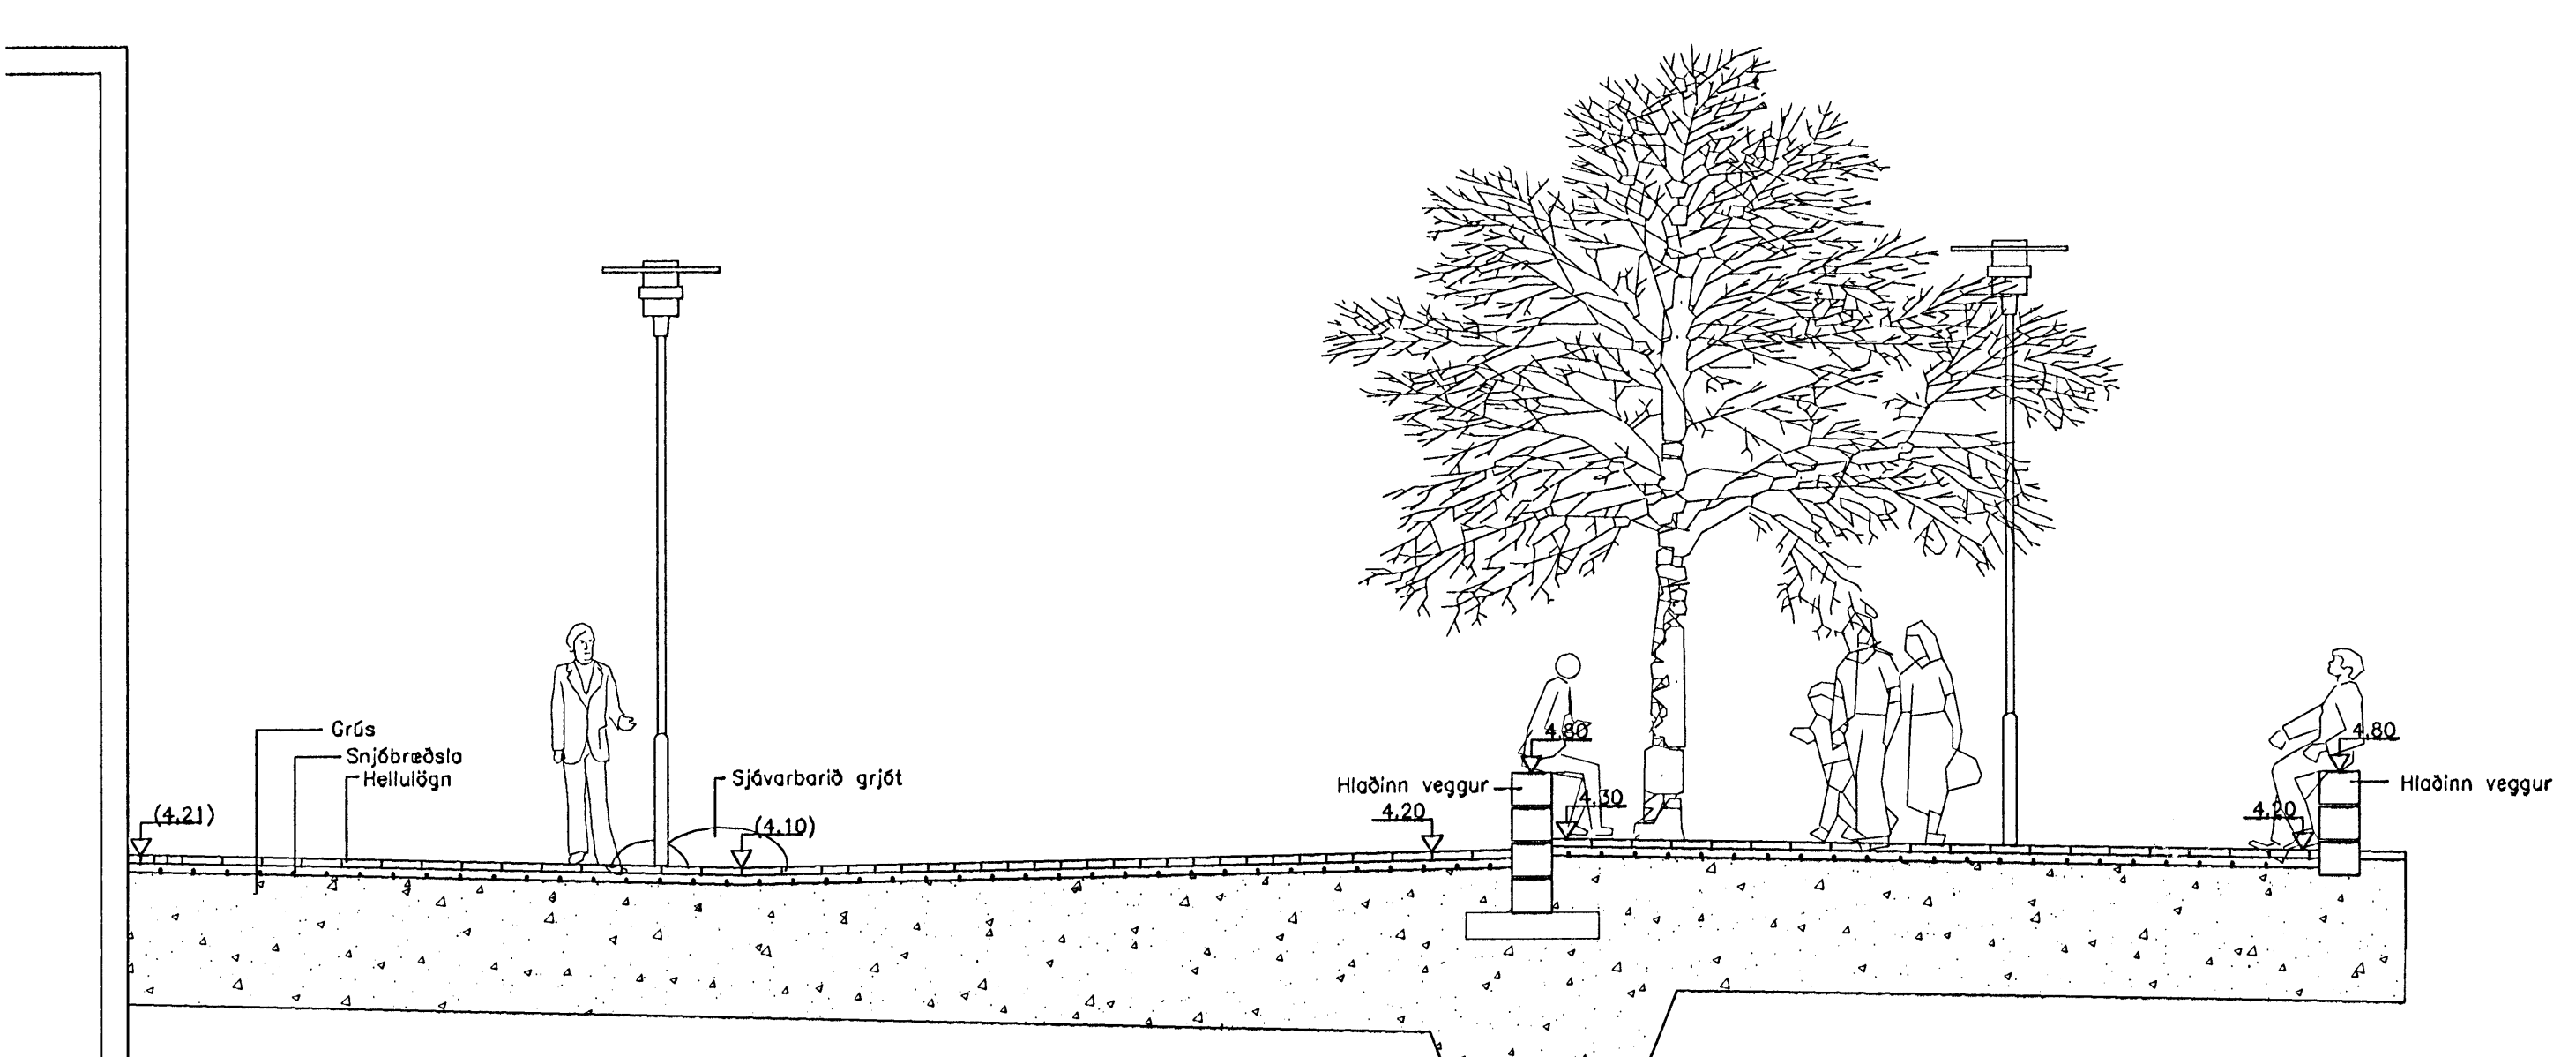 Grús
Snjóbræðsla
Hellulögn
(4.21)
Sjávarbarið grjót
(4.10)
4.80
Hlaðinn veggur
4.30
4.20
4.80
Hlaðinn veggur
4.20